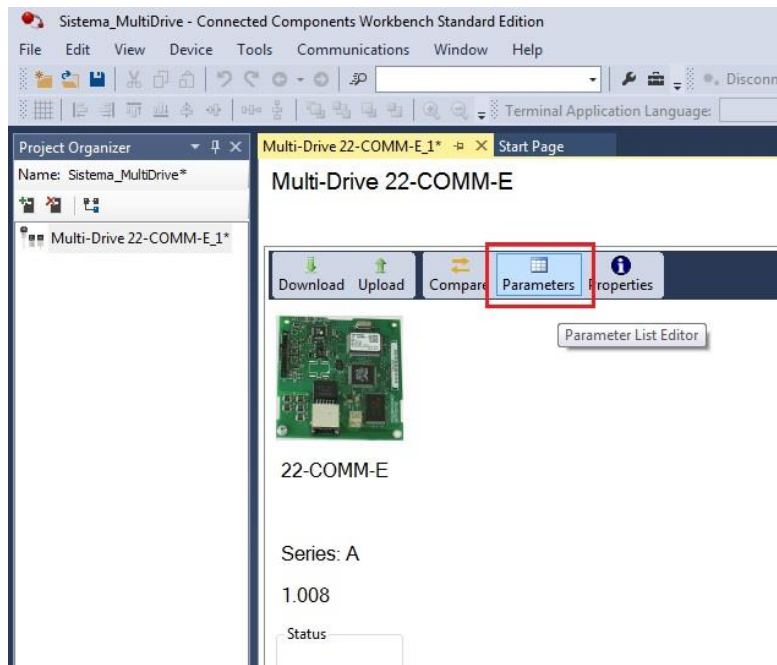 Sistema_MultiDrive - Connected Components Workbench Standard Edition
File Edit View Device Tools Communications Window Help
Disconn
Terminal Application Language:
Project Organizer
Multi-Drive 22-COMM-E_1* Start Page
Name: Sistema_MultiDrive*
Multi-Drive 22-COMM-E
Multi-Drive 22-COMM-E_1*
Download Upload Compare Parameters Properties
Parameter List Editor
22-COMM-E
Series: A
1.008
Status